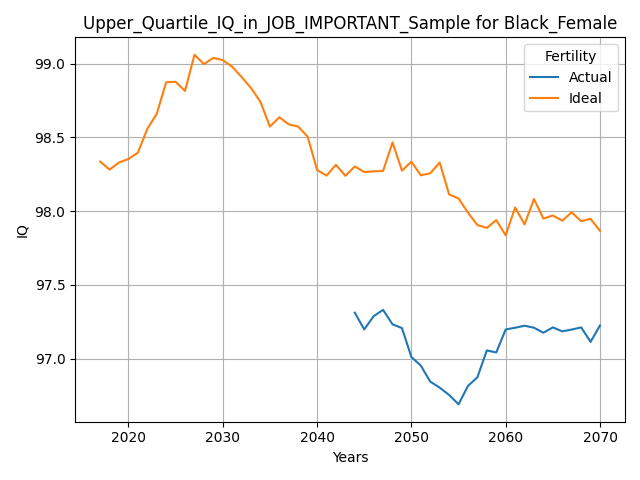 Upper_Quartile_IQ_in_JOB_IMPORTANT_Sample for Black_Female
Fertility
Actual
Ideal
99.0
98.5
98.0
97.5
97.0
IQ
2020 2030 2040 2050 2060 2070
Years